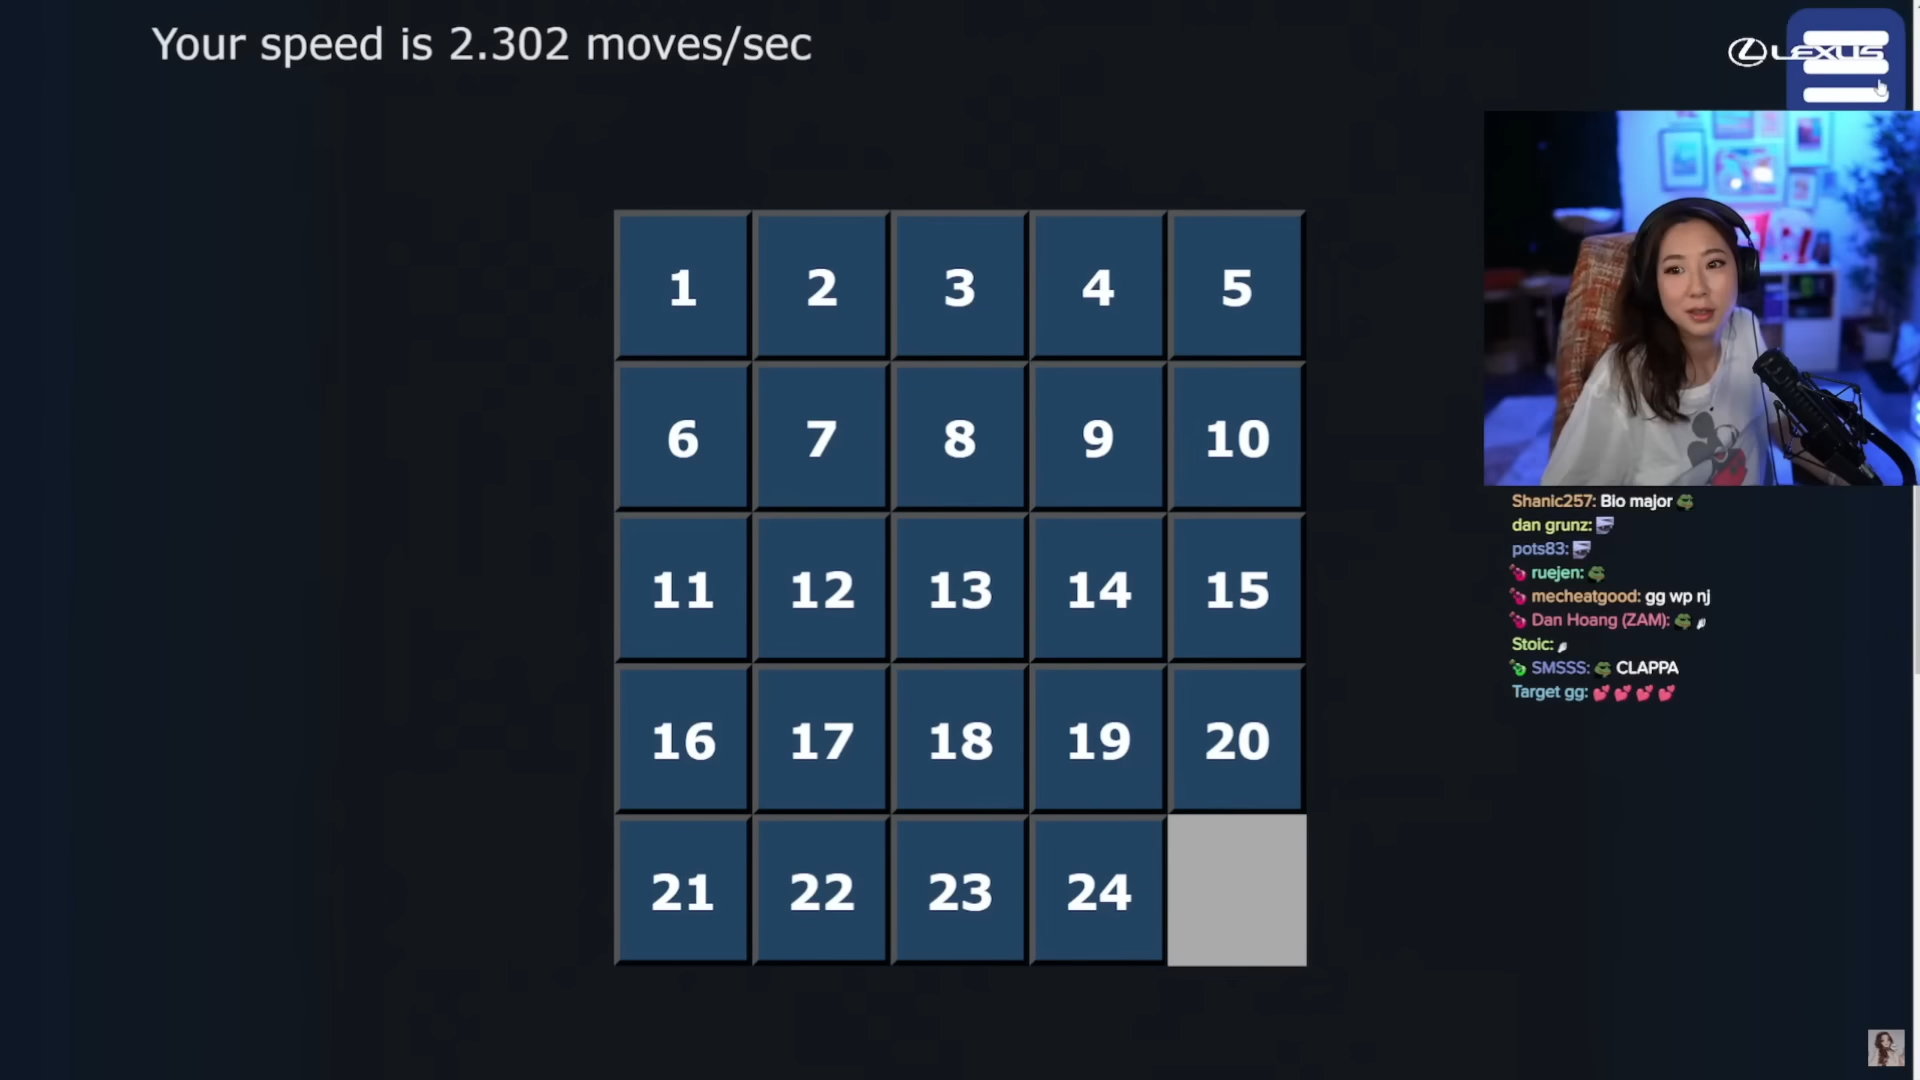 Your speed is 2.302 moves/sec
LEXUS
1 2 3 4 5
6 7 8 9 10
11 12 13 14 15
16 17 18 19 20
21 22 23 24
Shanic257: Bio major
dan grunz:
pots83:
ruejen:
mecheatgood: gg wp nj
Dan Hoang (ZAM):
Stoic:
SMSSS: CLAPPA
Target gg: